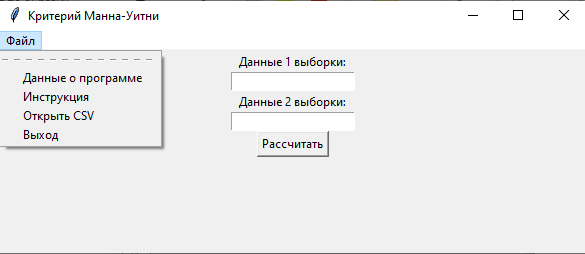 Критерий Манна-Уитни
Файл
Данные о программе
Инструкция
Открыть CSV
Выход
Данные 1 выборки:
Данные 2 выборки:
Рассчитать